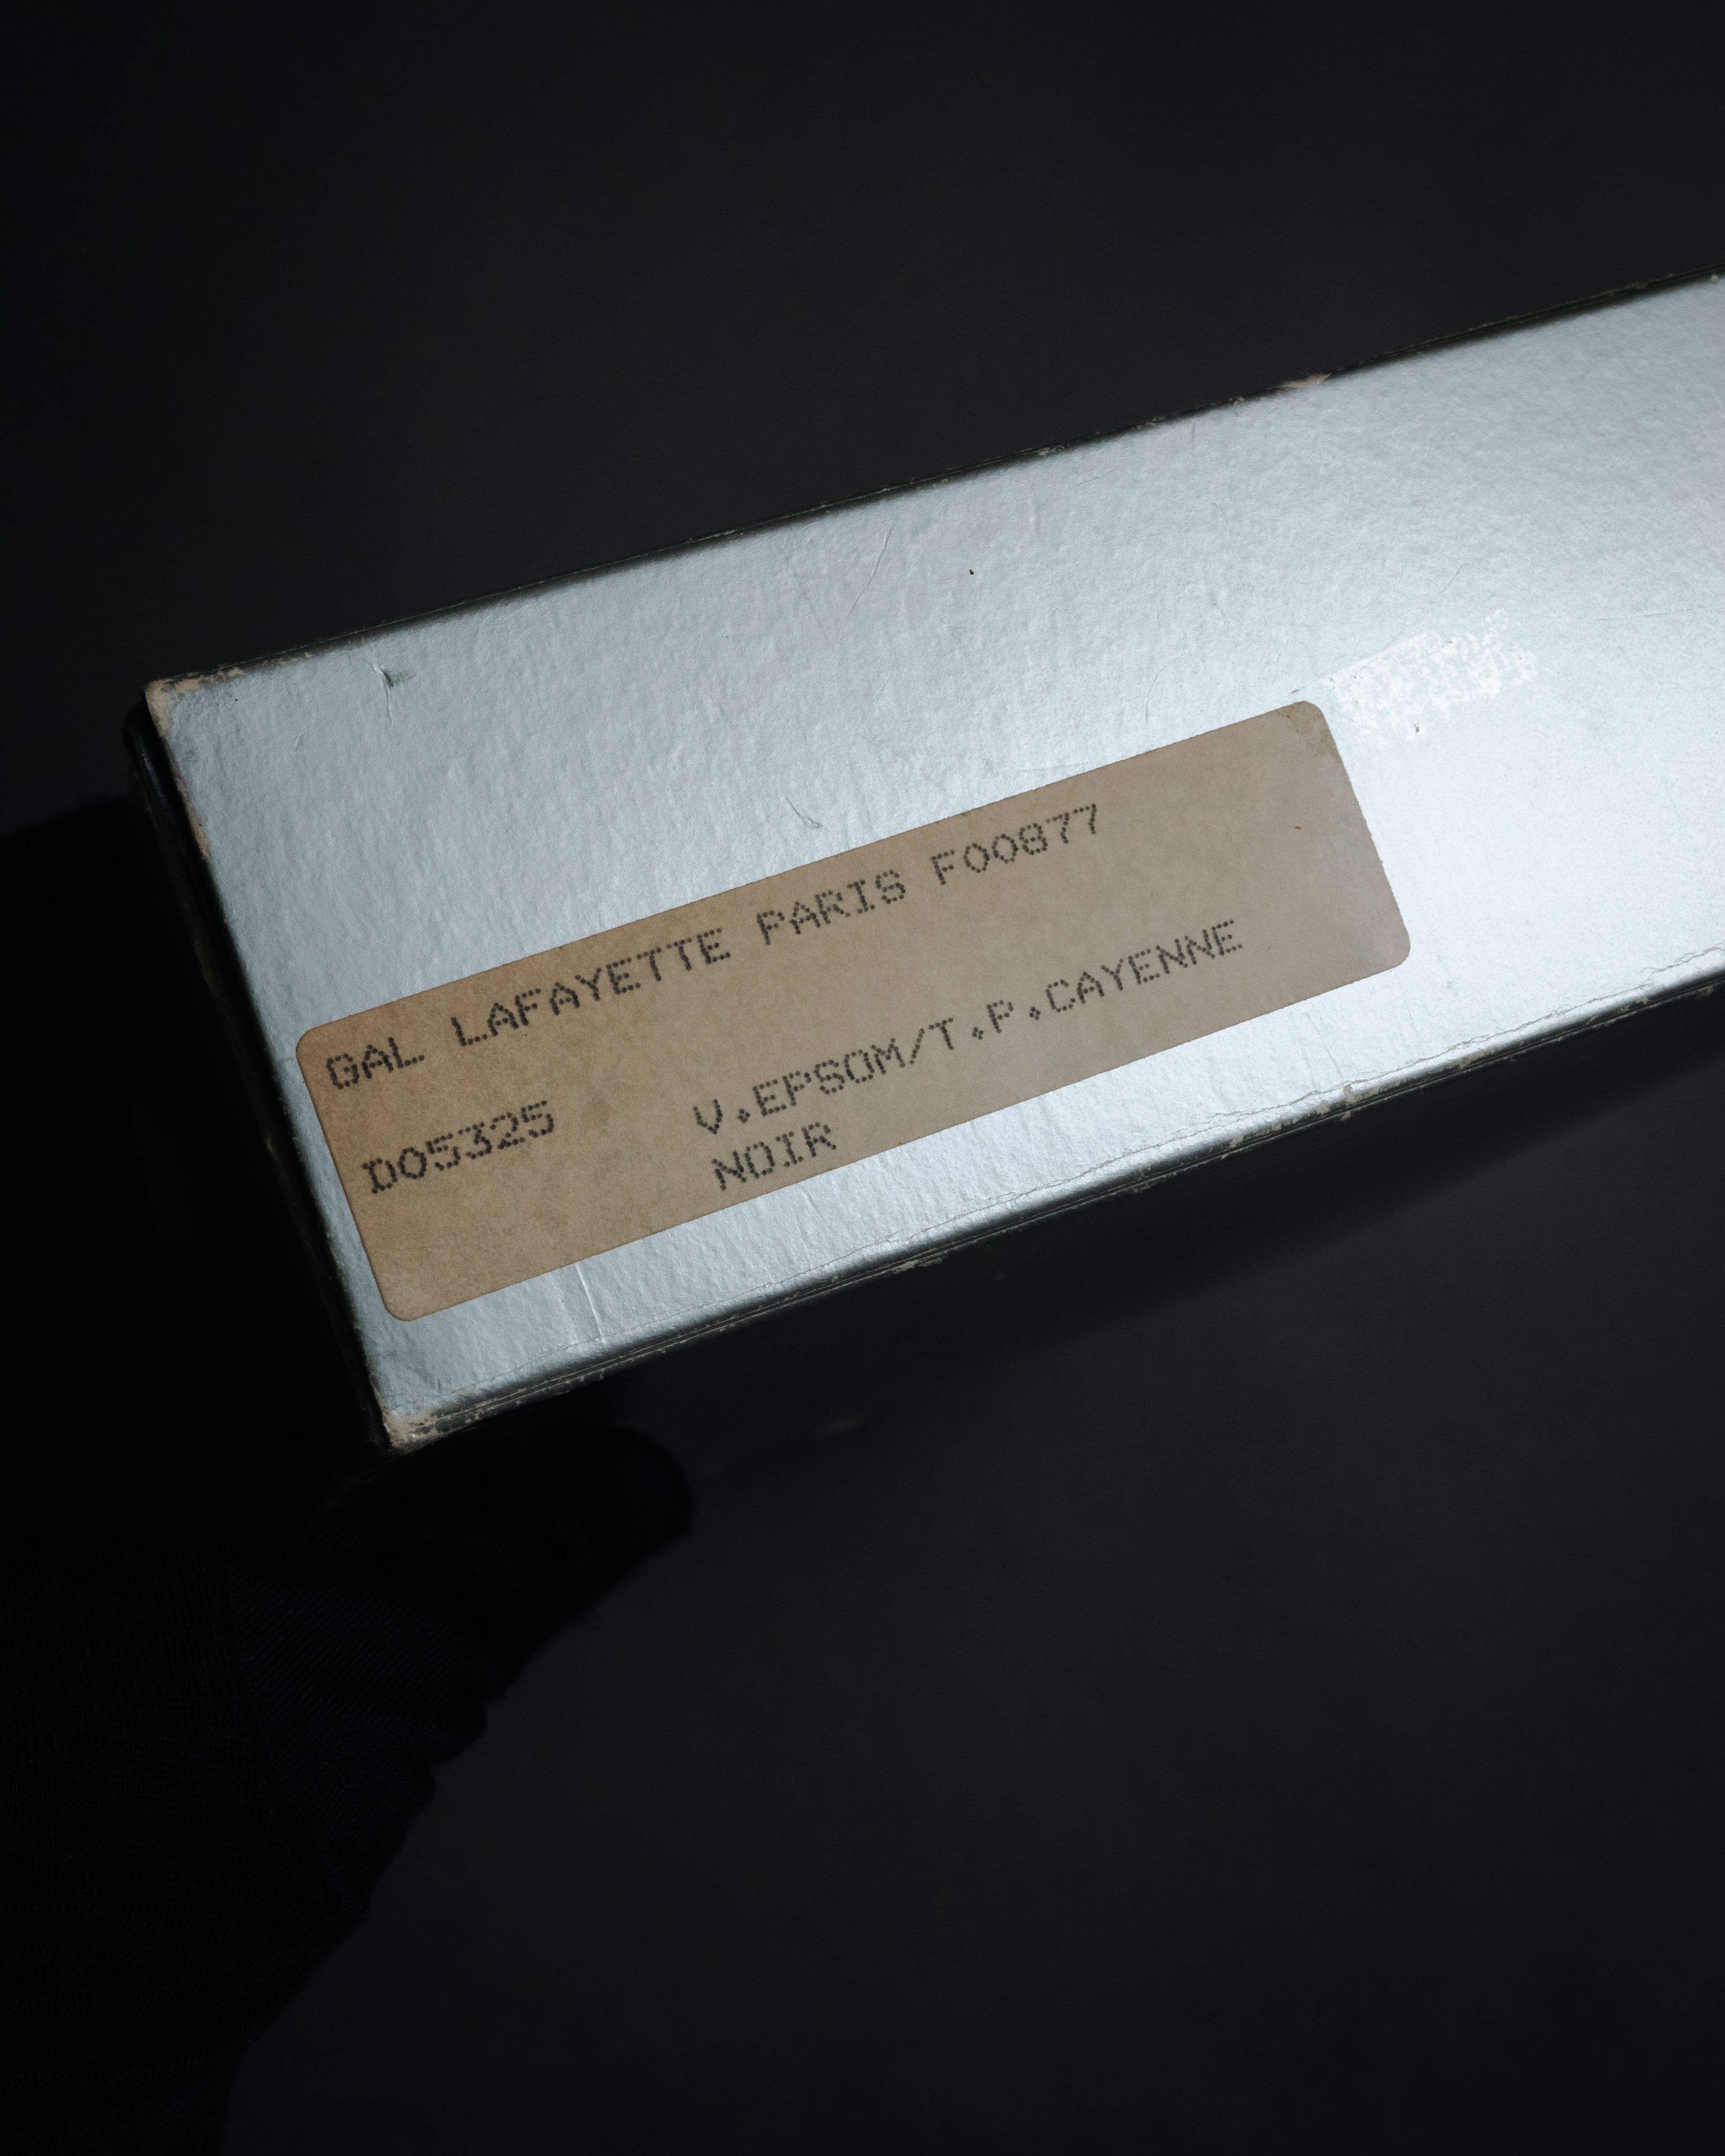 GAL LAFAYETTE PARIS F00877
D05325 V.EPSOM/T.P.CAYENNE
NOIR